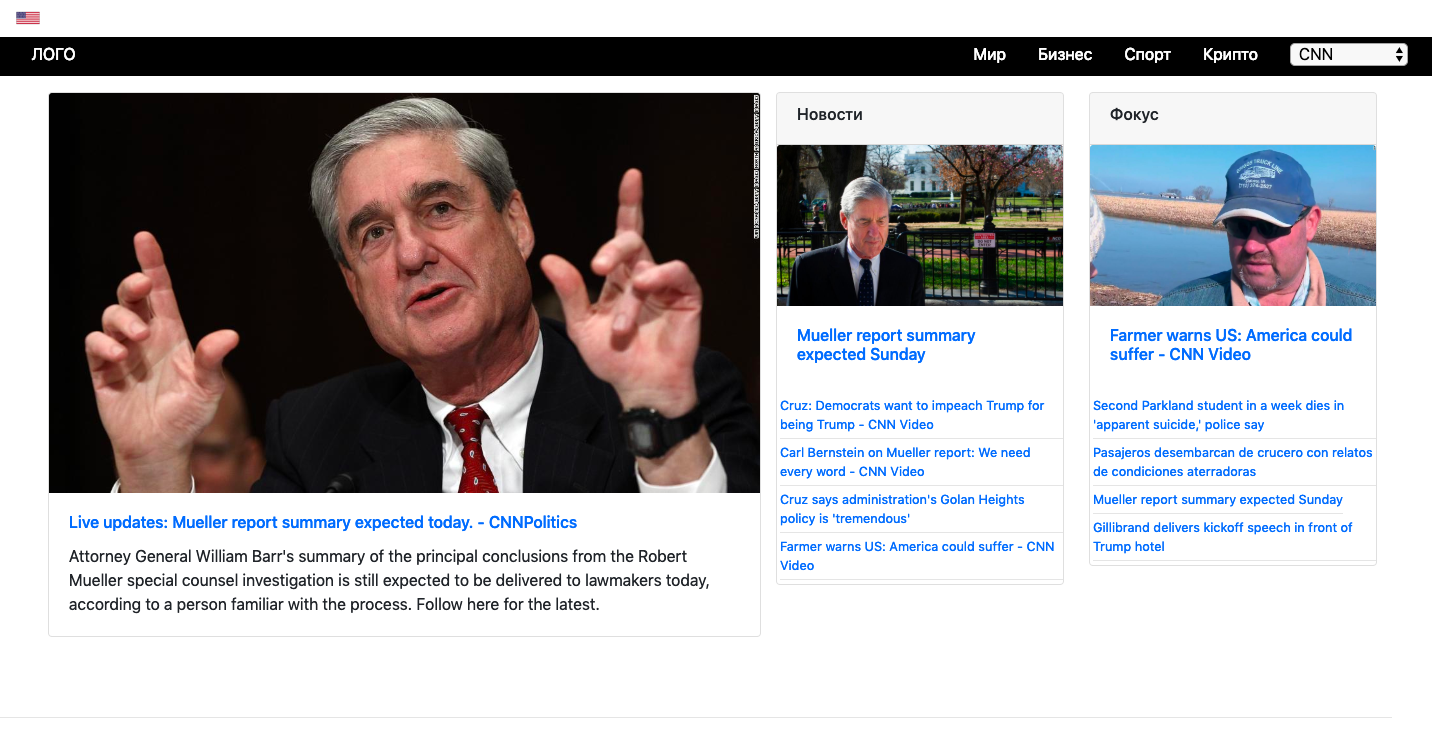 ЛОГО
Мир
Бизнес
Спорт
Крипто
CNN
Live updates: Mueller report summary expected today. - CNNPolitics
Attorney General William Barr's summary of the principal conclusions from the Robert
Mueller special counsel investigation is still expected to be delivered to lawmakers today,
according to a person familiar with the process. Follow here for the latest.
Новости
Mueller report summary
expected Sunday
Cruz: Democrats want to impeach Trump for
being Trump - CNN Video
Carl Bernstein on Mueller report: We need
every word - CNN Video
Cruz says administration's Golan Heights
policy is 'tremendous'
Farmer warns US: America could suffer - CNN
Video
Фокус
Farmer warns US: America could
suffer - CNN Video
Second Parkland student in a week dies in
'apparent suicide,' police say
Pasajeros desembarcan de crucero con relatos
de condiciones aterradoras
Mueller report summary expected Sunday
Gillibrand delivers kickoff speech in front of
Trump hotel